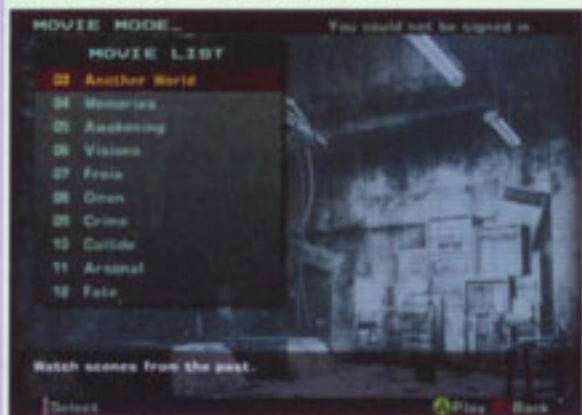 MOVIE MODE_
You could not be signed in
MOVIE LIST
03 Another World
04 Memories
05 Awakening
06 Visions
07 Freia
08 Omen
09 Crime
10 Collide
11 Arsenal
12 Fate
Watch scenes from the past.
Select
A Play
Back